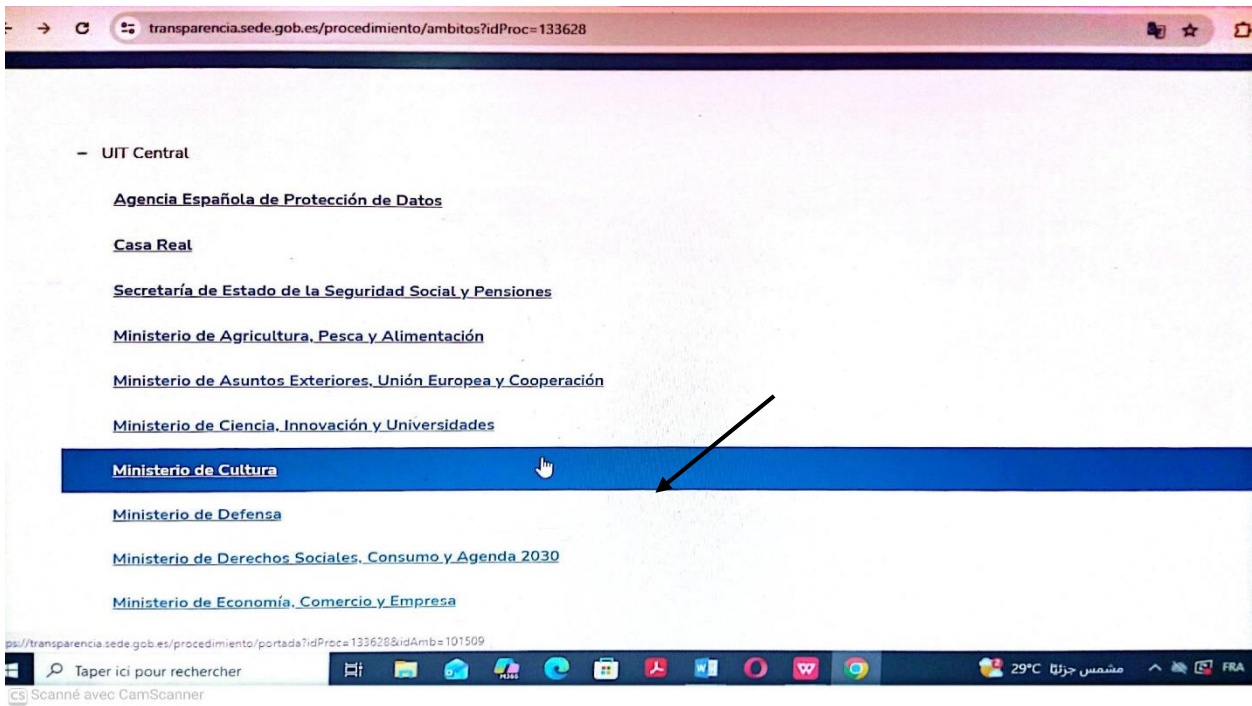 transparencia.sede.gob.es/procedimiento/ambitos?idProc=133628
– UIT Central
Agencia Española de Protección de Datos
Casa Real
Secretaría de Estado de la Seguridad Social y Pensiones
Ministerio de Agricultura, Pesca y Alimentación
Ministerio de Asuntos Exteriores, Unión Europea y Cooperación
Ministerio de Ciencia, Innovación y Universidades
Ministerio de Cultura
Ministerio de Defensa
Ministerio de Derechos Sociales, Consumo y Agenda 2030
Ministerio de Economía, Comercio y Empresa
ps://transparencia.sede.gob.es/procedimiento/portada?idProc=133628&idAmb=101509
Taper ici pour rechercher M365 W 29°C مشمس جزئيًا FRA
CS Scanné avec CamScanner